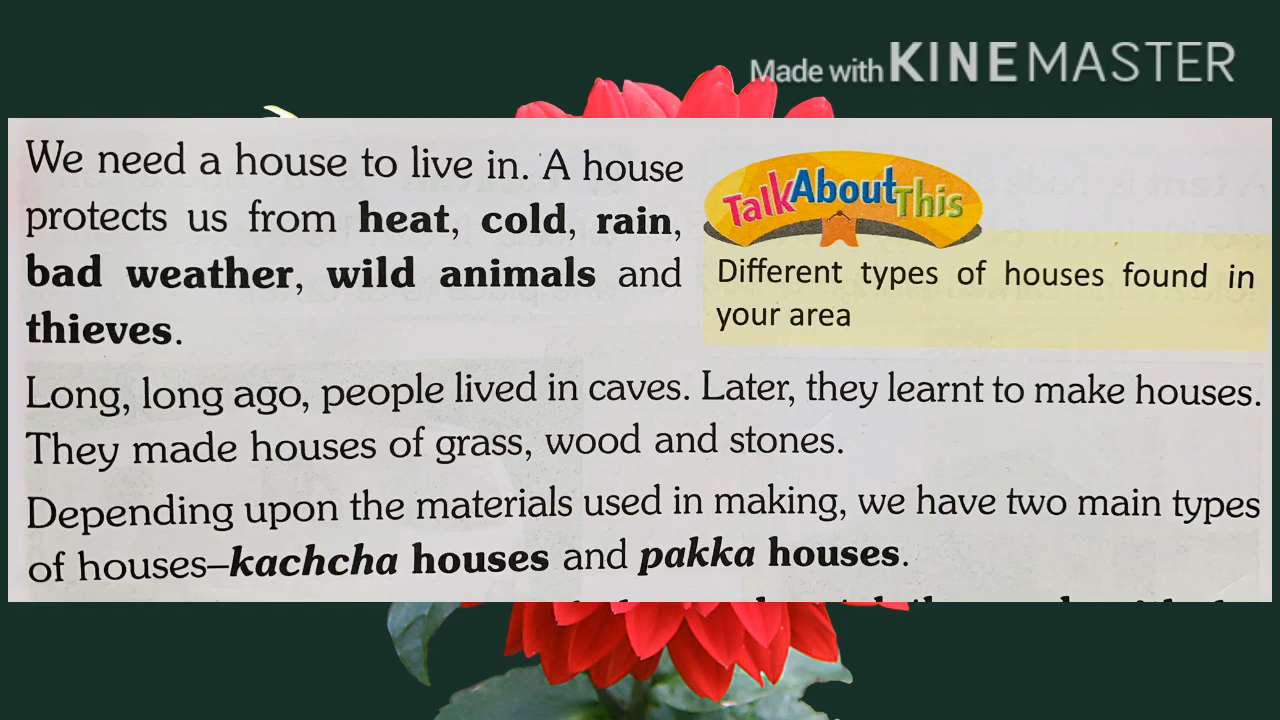 Made with KINEMASTER
We need a house to live in. A house
protects us from heat, cold, rain,
bad weather, wild animals and
thieves.
Talk About This
Different types of houses found in
your area
Long, long ago, people lived in caves. Later, they learnt to make houses.
They made houses of grass, wood and stones.
Depending upon the materials used in making, we have two main types
of houses–kachcha houses and pakka houses.